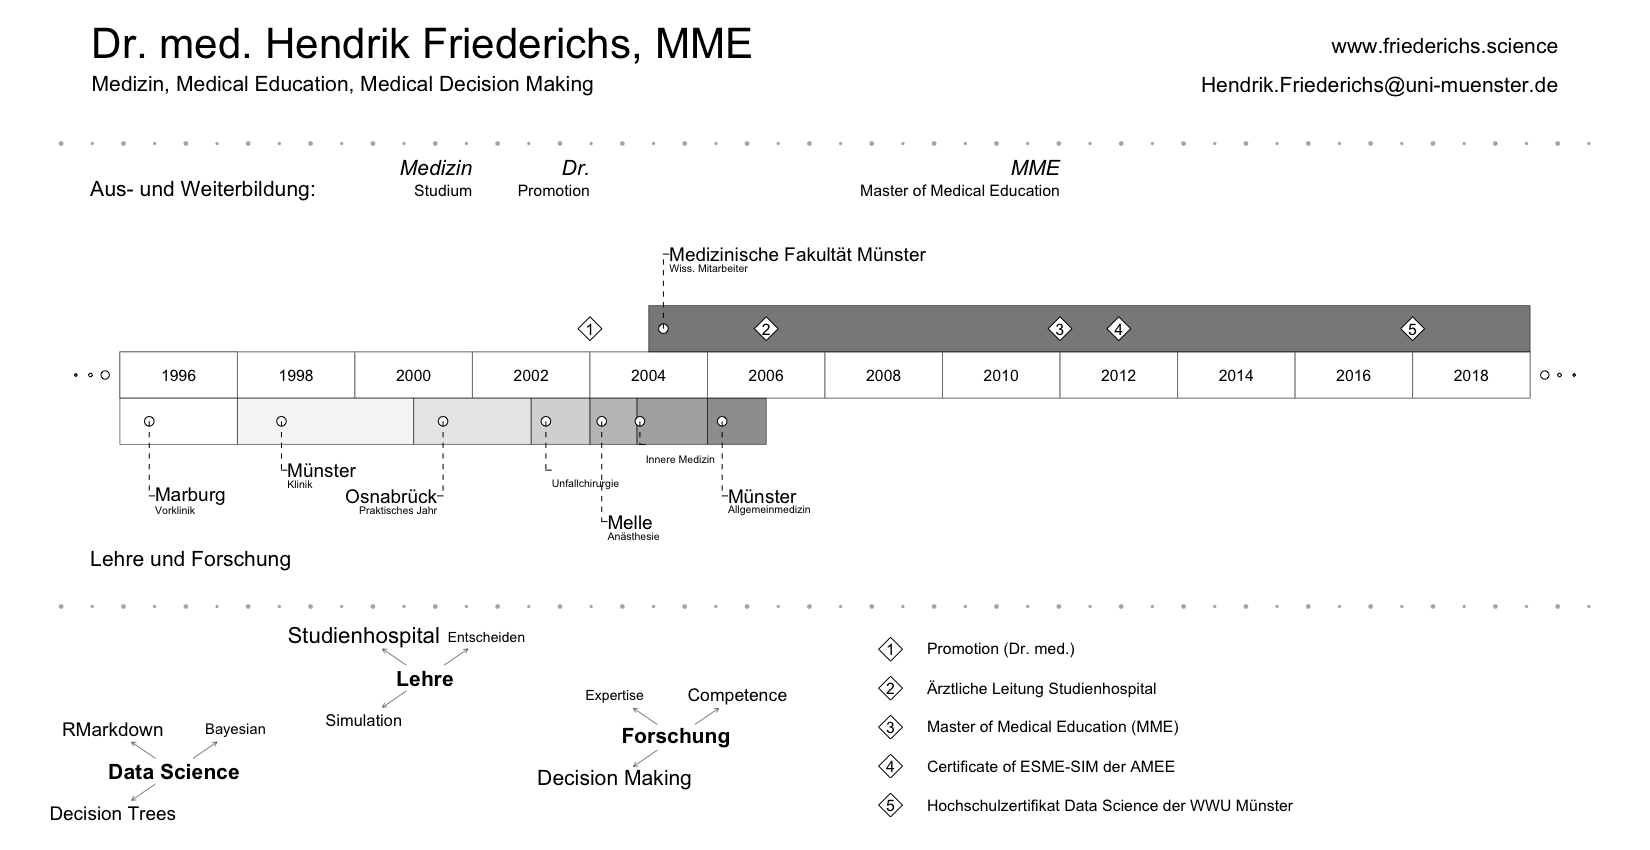 Dr. med. Hendrik Friederichs, MME
www.friederichs.science
Medizin, Medical Education, Medical Decision Making
Hendrik.Friederichs@uni-muenster.de
Medizin Dr. MME
Aus- und Weiterbildung: Studium Promotion Master of Medical Education
Medizinische Fakultät Münster
Wiss. Mitarbeiter
1 2 3 4 5
1996 1998 2000 2002 2004 2006 2008 2010 2012 2014 2016 2018
Innere Medizin
Münster
Klinik
Unfallchirurgie
Marburg
Vorklinik
Osnabrück
Praktisches Jahr
Münster
Allgemeinmedizin
Melle
Anästhesie
Lehre und Forschung
Studienhospital Entscheiden
Lehre
Simulation
RMarkdown Bayesian
Data Science
Decision Trees
Expertise Competence
Forschung
Decision Making
1 Promotion (Dr. med.)
2 Ärztliche Leitung Studienhospital
3 Master of Medical Education (MME)
4 Certificate of ESME-SIM der AMEE
5 Hochschulzertifikat Data Science der WWU Münster